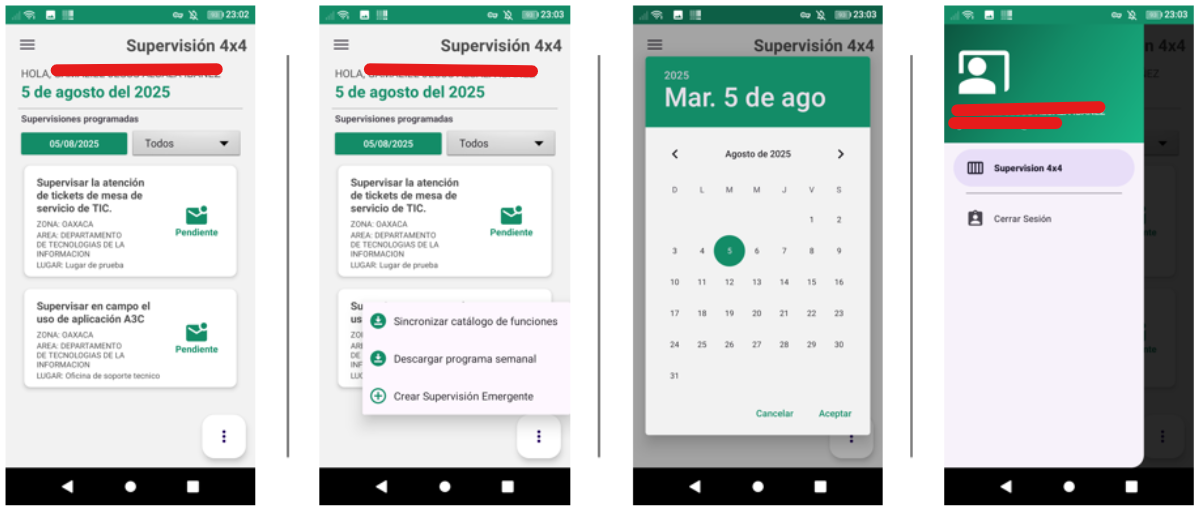 23:02
Supervisión 4x4
HOLA,
5 de agosto del 2025
Supervisiones programadas
05/08/2025 Todos
Supervisar la atención
de tickets de mesa de
servicio de TIC.
ZONA: OAXACA
AREA: DEPARTAMENTO
DE TECNOLOGIAS DE LA
INFORMACION
LUGAR: Lugar de prueba
Pendiente
Supervisar en campo el
uso de aplicación A3C
ZONA: OAXACA
AREA: DEPARTAMENTO
DE TECNOLOGIAS DE LA
INFORMACION
LUGAR: Oficina de soporte tecnico
Pendiente
23:03
Supervisión 4x4
HOLA,
5 de agosto del 2025
Supervisiones programadas
05/08/2025 Todos
Supervisar la atención
de tickets de mesa de
servicio de TIC.
ZONA: OAXACA
AREA: DEPARTAMENTO
DE TECNOLOGIAS DE LA
INFORMACION
LUGAR: Lugar de prueba
Pendiente
Sincronizar catálogo de funciones
Descargar programa semanal
Crear Supervisión Emergente
23:03
Supervisión 4x4
2025
Mar. 5 de ago
Agosto de 2025
D L M M J V S
1 2
3 4 5 6 7 8 9
10 11 12 13 14 15 16
17 18 19 20 21 22 23
24 25 26 27 28 29 30
31
Cancelar Aceptar
23:03
4x4
Supervision 4x4
Cerrar Sesión